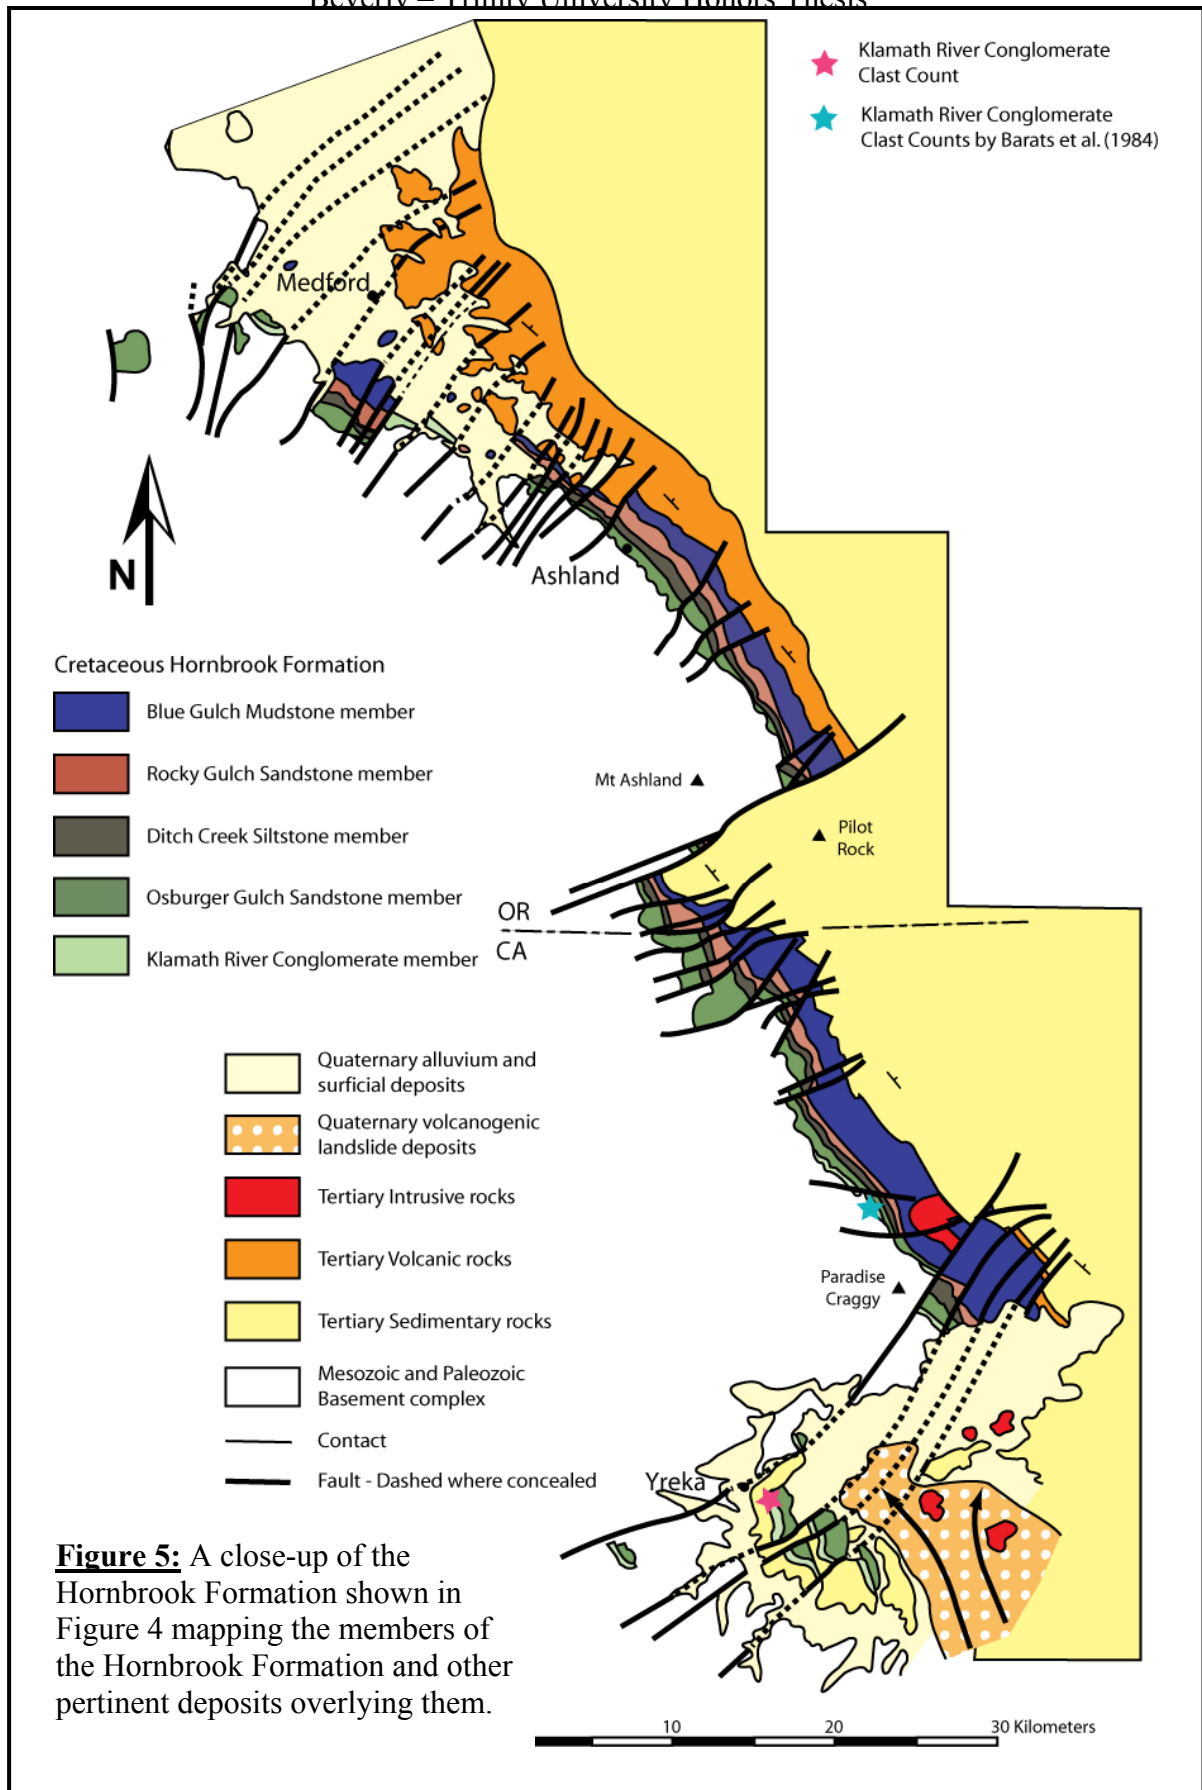 Beverly – Trinity University Honors Thesis
Klamath River Conglomerate
Clast Count
Klamath River Conglomerate
Clast Counts by Barats et al. (1984)
Medford
N
Ashland
Cretaceous Hornbrook Formation
Blue Gulch Mudstone member
Rocky Gulch Sandstone member
Ditch Creek Siltstone member
Osburger Gulch Sandstone member
Klamath River Conglomerate member
Mt Ashland
Pilot
Rock
OR
CA
Quaternary alluvium and
surficial deposits
Quaternary volcanogenic
landslide deposits
Tertiary Intrusive rocks
Tertiary Volcanic rocks
Tertiary Sedimentary rocks
Mesozoic and Paleozoic
Basement complex
Contact
Fault - Dashed where concealed
Paradise
Craggy
Yreka
Figure 5: A close-up of the
Hornbrook Formation shown in
Figure 4 mapping the members of
the Hornbrook Formation and other
pertinent deposits overlying them.
10 20 30 Kilometers